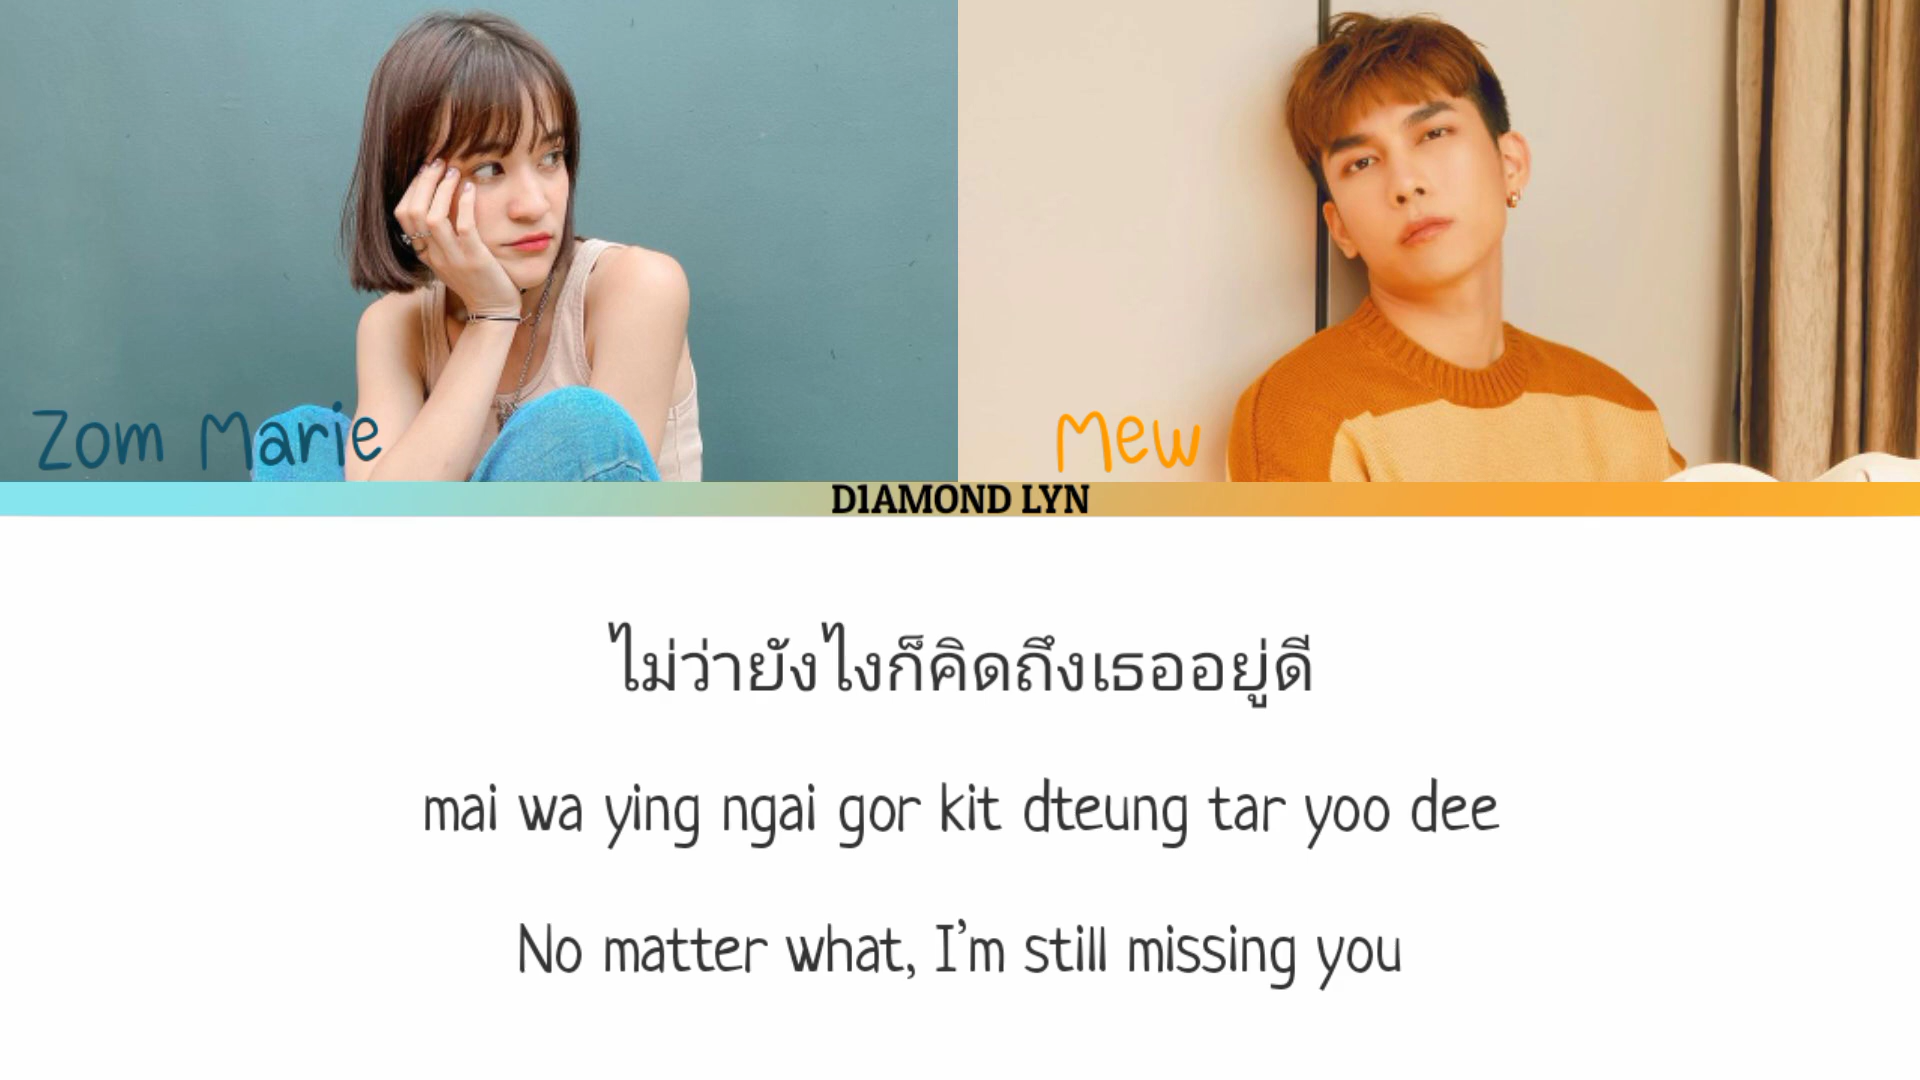 Zom Marie
Mew
D1AMOND LYN
ไม่ว่ายังไงก็คิดถึงเธออยู่ดี
mai wa ying ngai gor kit dteung tar yoo dee
No matter what, I'm still missing you